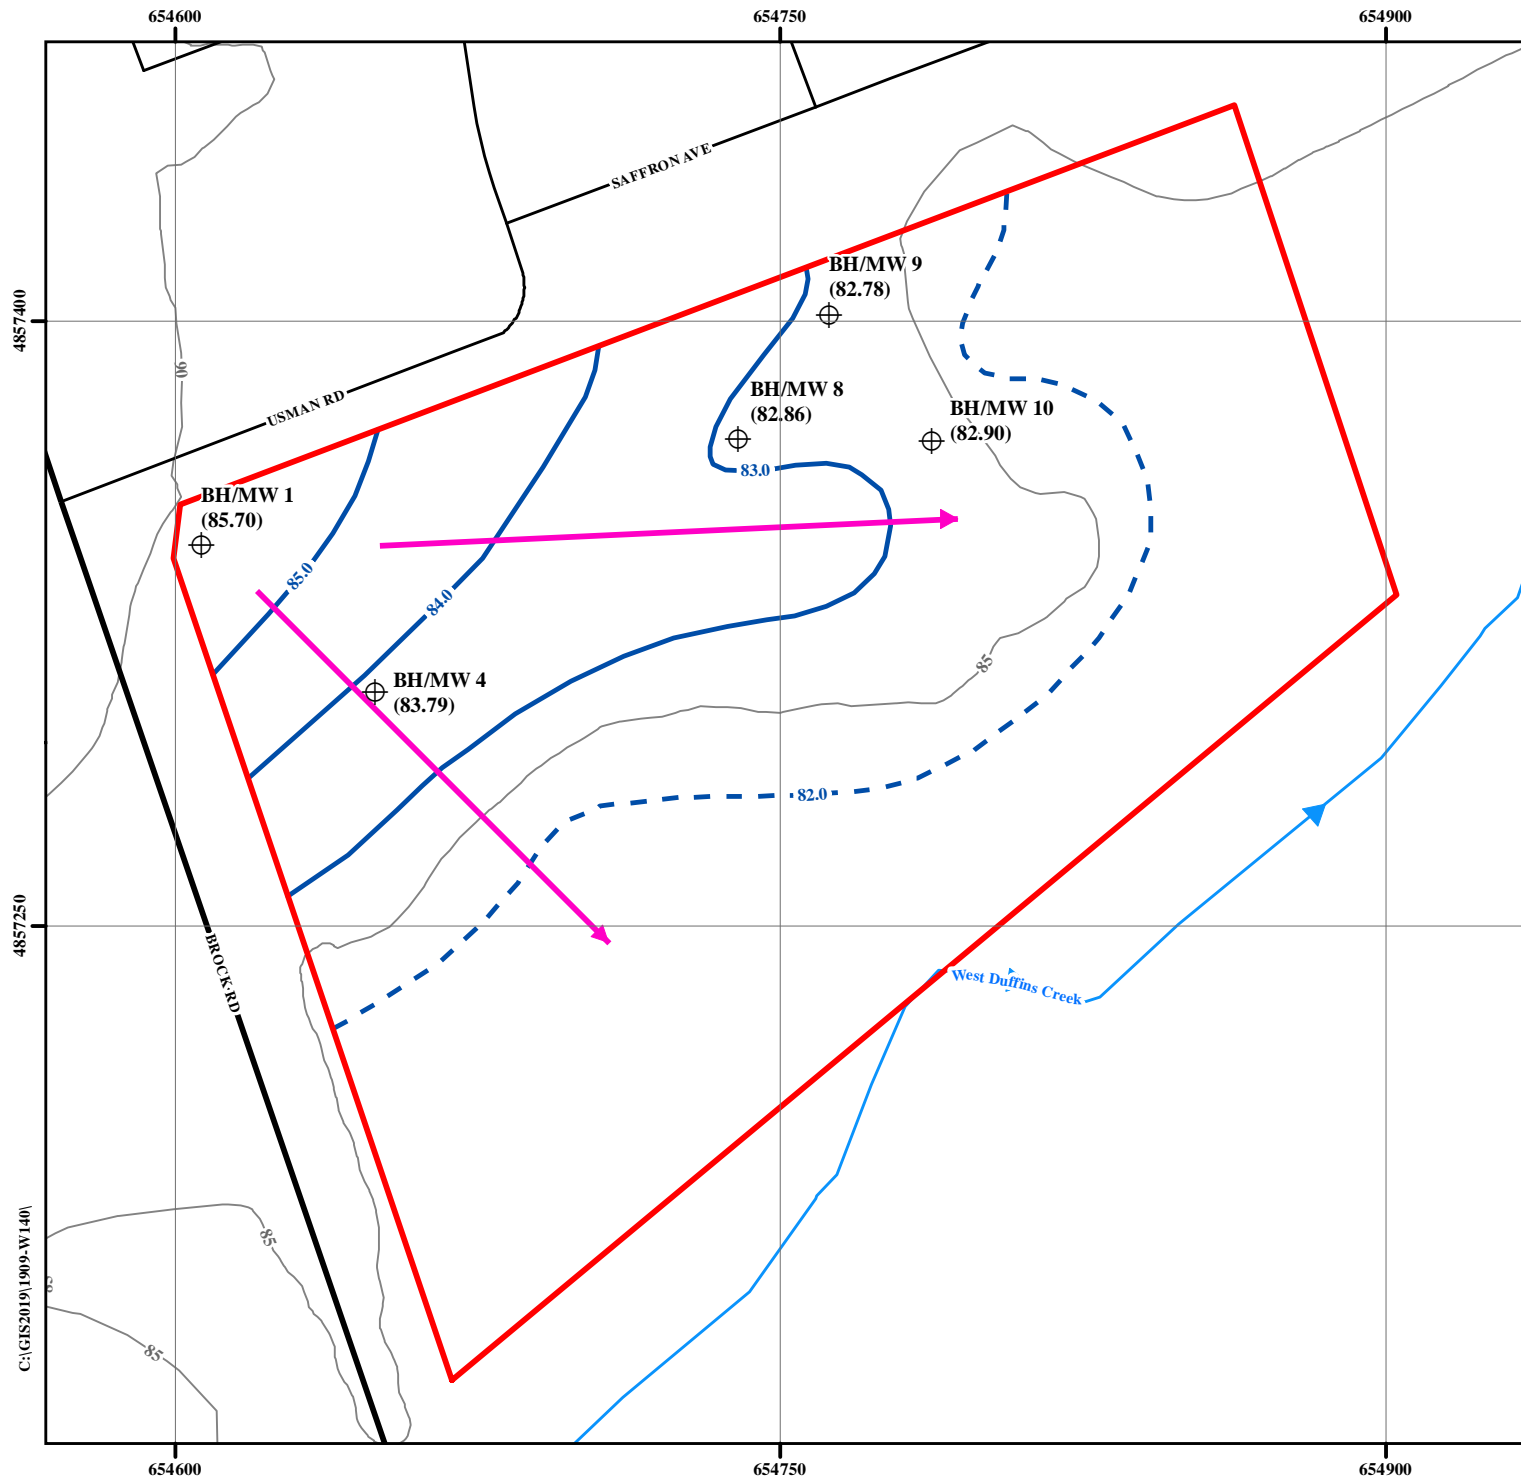 654600
654750
654900
SAFFRON AVE
BH/MW 9
(82.78)
4857400
90
BH/MW 8
(82.86)
USMAN RD
BH/MW 10
(82.90)
83.0
BH/MW 1
(85.70)
85.0
84.0
85
BH/MW 4
(83.79)
82.0
4857250
BROCK RD
West Duffins Creek
85
85
85
C:\GIS2019\1909-W140\
654600
654750
654900